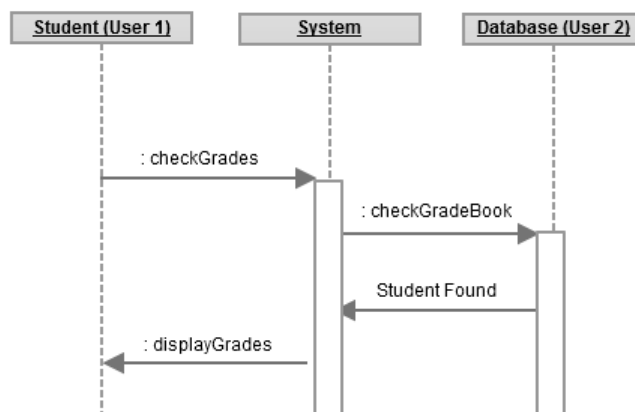 Student (User 1)
System
Database (User 2)
: checkGrades
: checkGradeBook
Student Found
: displayGrades